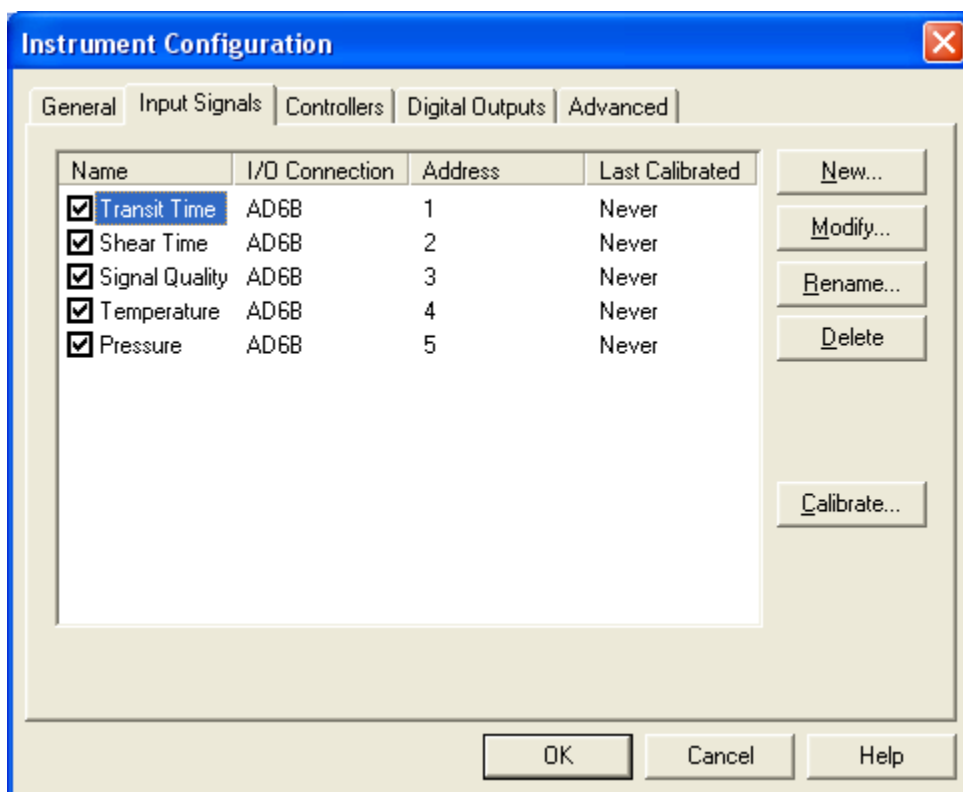 Instrument Configuration
General Input Signals Controllers Digital Outputs Advanced
Name I/O Connection Address Last Calibrated New...
Transit Time AD6B 1 Never
Shear Time AD6B 2 Never Modify...
Signal Quality AD6B 3 Never Rename...
Temperature AD6B 4 Never
Pressure AD6B 5 Never Delete
Calibrate...
OK Cancel Help